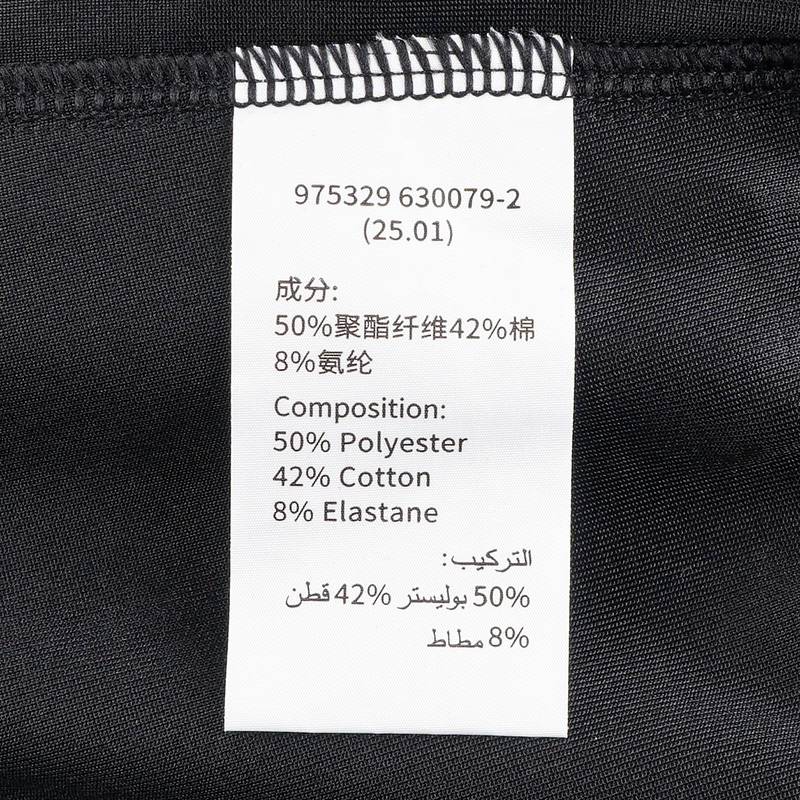 975329 630079-2
(25.01)
成分:
50%聚酯纤维42%棉
8%氨纶
Composition:
50% Polyester
42% Cotton
8% Elastane
التركيب:
50% بوليستر 42% قطن
8% مطاط